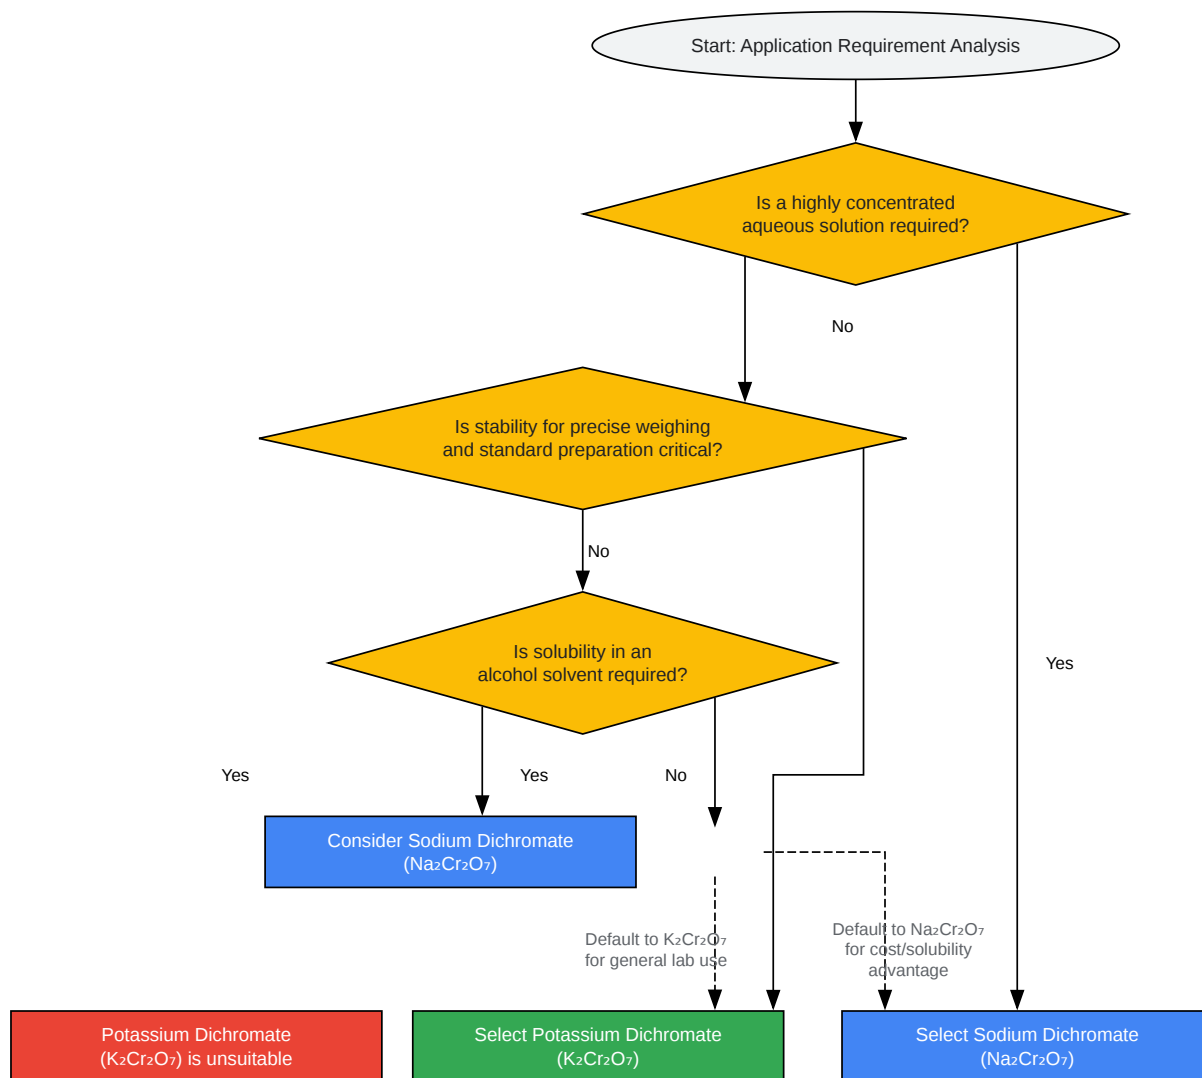 Start: Application Requirement Analysis
Is a highly concentrated
aqueous solution required?
No
Is stability for precise weighing
and standard preparation critical?
No
Is solubility in an
alcohol solvent required?
Yes
Yes
Yes
No
Consider Sodium Dichromate
(Na₂Cr₂O₇)
Default to K₂Cr₂O₇
for general lab use
Default to Na₂Cr₂O₇
for cost/solubility
advantage
Potassium Dichromate
(K₂Cr₂O₇) is unsuitable
Select Potassium Dichromate
(K₂Cr₂O₇)
Select Sodium Dichromate
(Na₂Cr₂O₇)